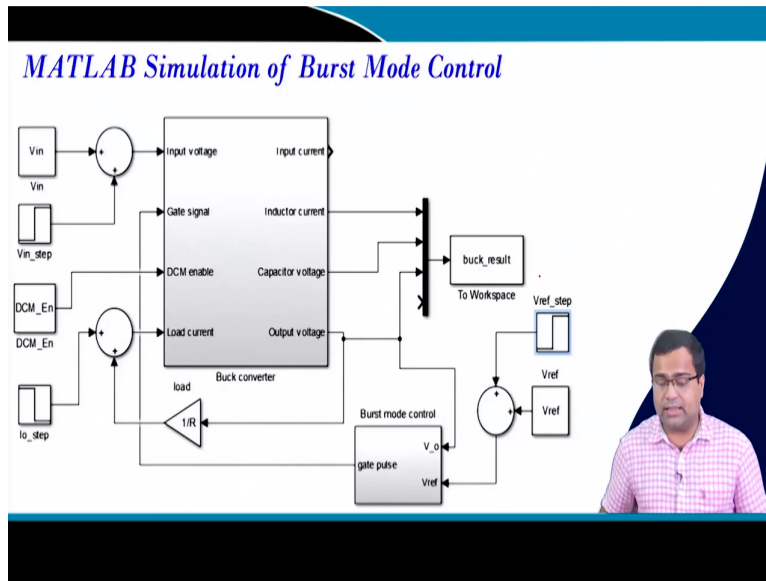 MATLAB Simulation of Burst Mode Control
Vin
Vin
Vin_step
DCM_En
DCM_En
Io_step
Input voltage
Gate signal
DCM enable
Load current
Input current
Inductor current
Capacitor voltage
Output voltage
Buck converter
load
1/R
buck_result
To Workspace
Vref_step
Vref
Vref
Burst mode control
V_o
gate pulse
Vref